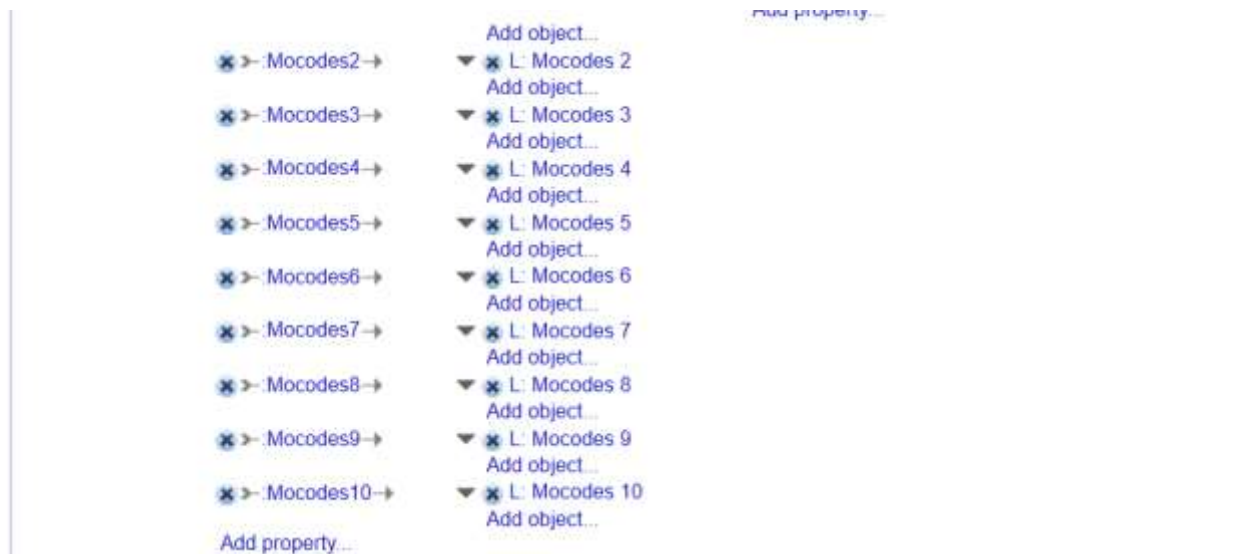 Add property...
Add object...
:Mocodes2 L: Mocodes 2
Add object...
:Mocodes3 L: Mocodes 3
Add object...
:Mocodes4 L: Mocodes 4
Add object...
:Mocodes5 L: Mocodes 5
Add object...
:Mocodes6 L: Mocodes 6
Add object...
:Mocodes7 L: Mocodes 7
Add object...
:Mocodes8 L: Mocodes 8
Add object...
:Mocodes9 L: Mocodes 9
Add object...
:Mocodes10 L: Mocodes 10
Add object...
Add property...